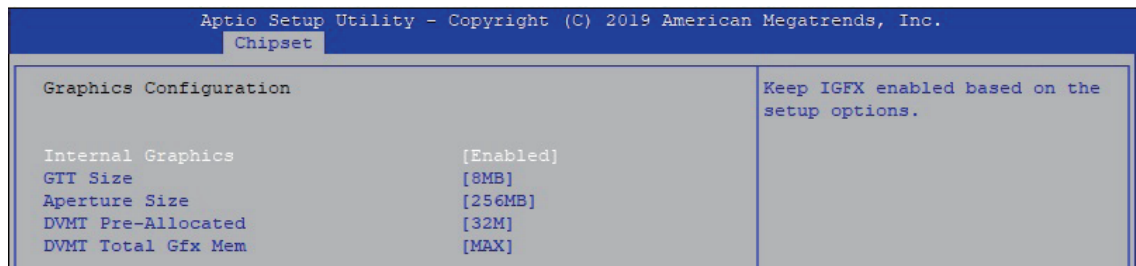 Aptio Setup Utility - Copyright (C) 2019 American Megatrends, Inc.
Chipset
Graphics Configuration
Keep IGFX enabled based on the
setup options.
Internal Graphics [Enabled]
GTT Size [8MB]
Aperture Size [256MB]
DVMT Pre-Allocated [32M]
DVMT Total Gfx Mem [MAX]